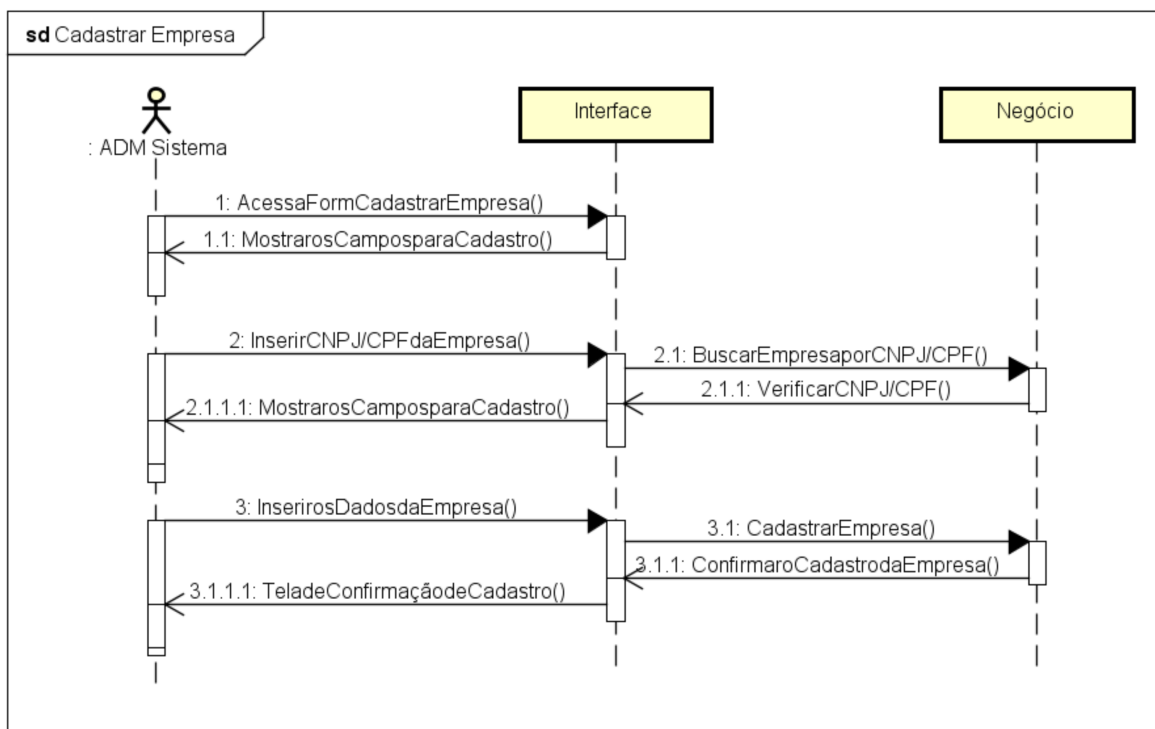 sd Cadastrar Empresa
: ADM Sistema
Interface
Negócio
1: AcessaFormCadastrarEmpresa()
1.1: MostrarosCamposparaCadastro()
2: InserirCNPJ/CPFdaEmpresa()
2.1: BuscarEmpresaporCNPJ/CPF()
2.1.1: VerificarCNPJ/CPF()
2.1.1.1: MostrarosCamposparaCadastro()
3: InserirosDadosdaEmpresa()
3.1: CadastrarEmpresa()
3.1.1: ConfirmaroCadastrodaEmpresa()
3.1.1.1: TeladeConfirmaçãodeCadastro()